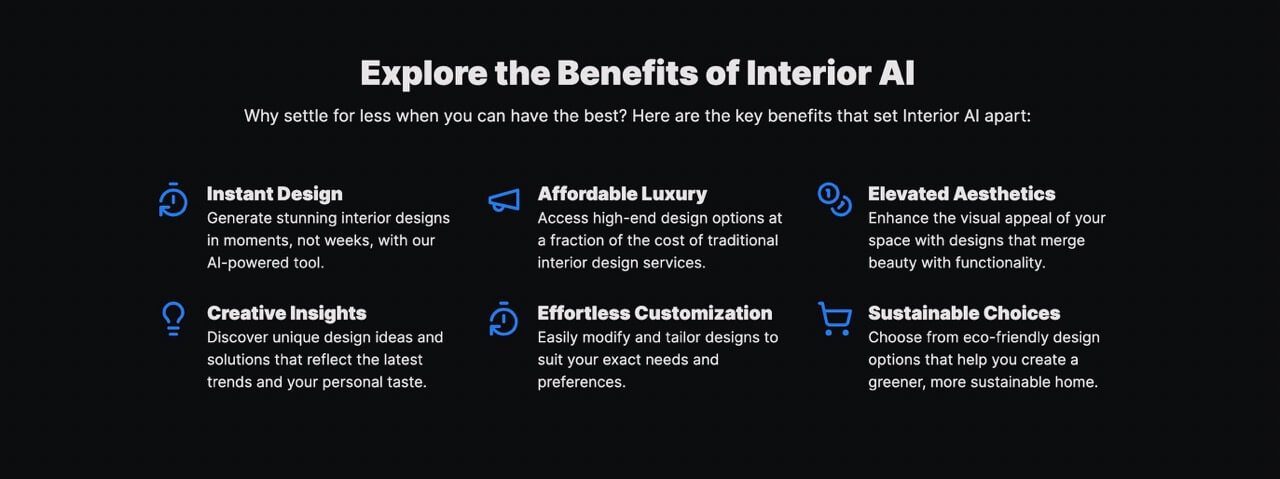 Explore the Benefits of Interior AI
Why settle for less when you can have the best? Here are the key benefits that set Interior AI apart:
Instant Design
Generate stunning interior designs
in moments, not weeks, with our
AI-powered tool.
Affordable Luxury
Access high-end design options at
a fraction of the cost of traditional
interior design services.
Elevated Aesthetics
Enhance the visual appeal of your
space with designs that merge
beauty with functionality.
Creative Insights
Discover unique design ideas and
solutions that reflect the latest
trends and your personal taste.
Effortless Customization
Easily modify and tailor designs to
suit your exact needs and
preferences.
Sustainable Choices
Choose from eco-friendly design
options that help you create a
greener, more sustainable home.